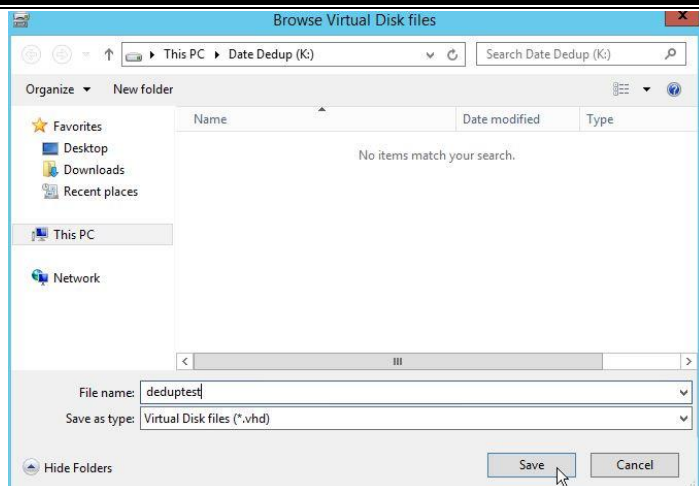 Browse Virtual Disk files
x
This PC Date Dedup (K:)
Search Date Dedup (K:)
Organize New folder
Name Date modified Type
Favorites
Desktop
Downloads
Recent places
This PC
Network
No items match your search.
File name: deduptest
Save as type: Virtual Disk files (*.vhd)
Hide Folders
Save Cancel